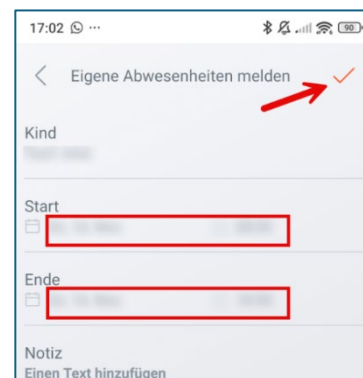 17:02
90
Eigene Abwesenheiten melden
Kind
Start
Ende
Notiz
Einen Text hinzufügen